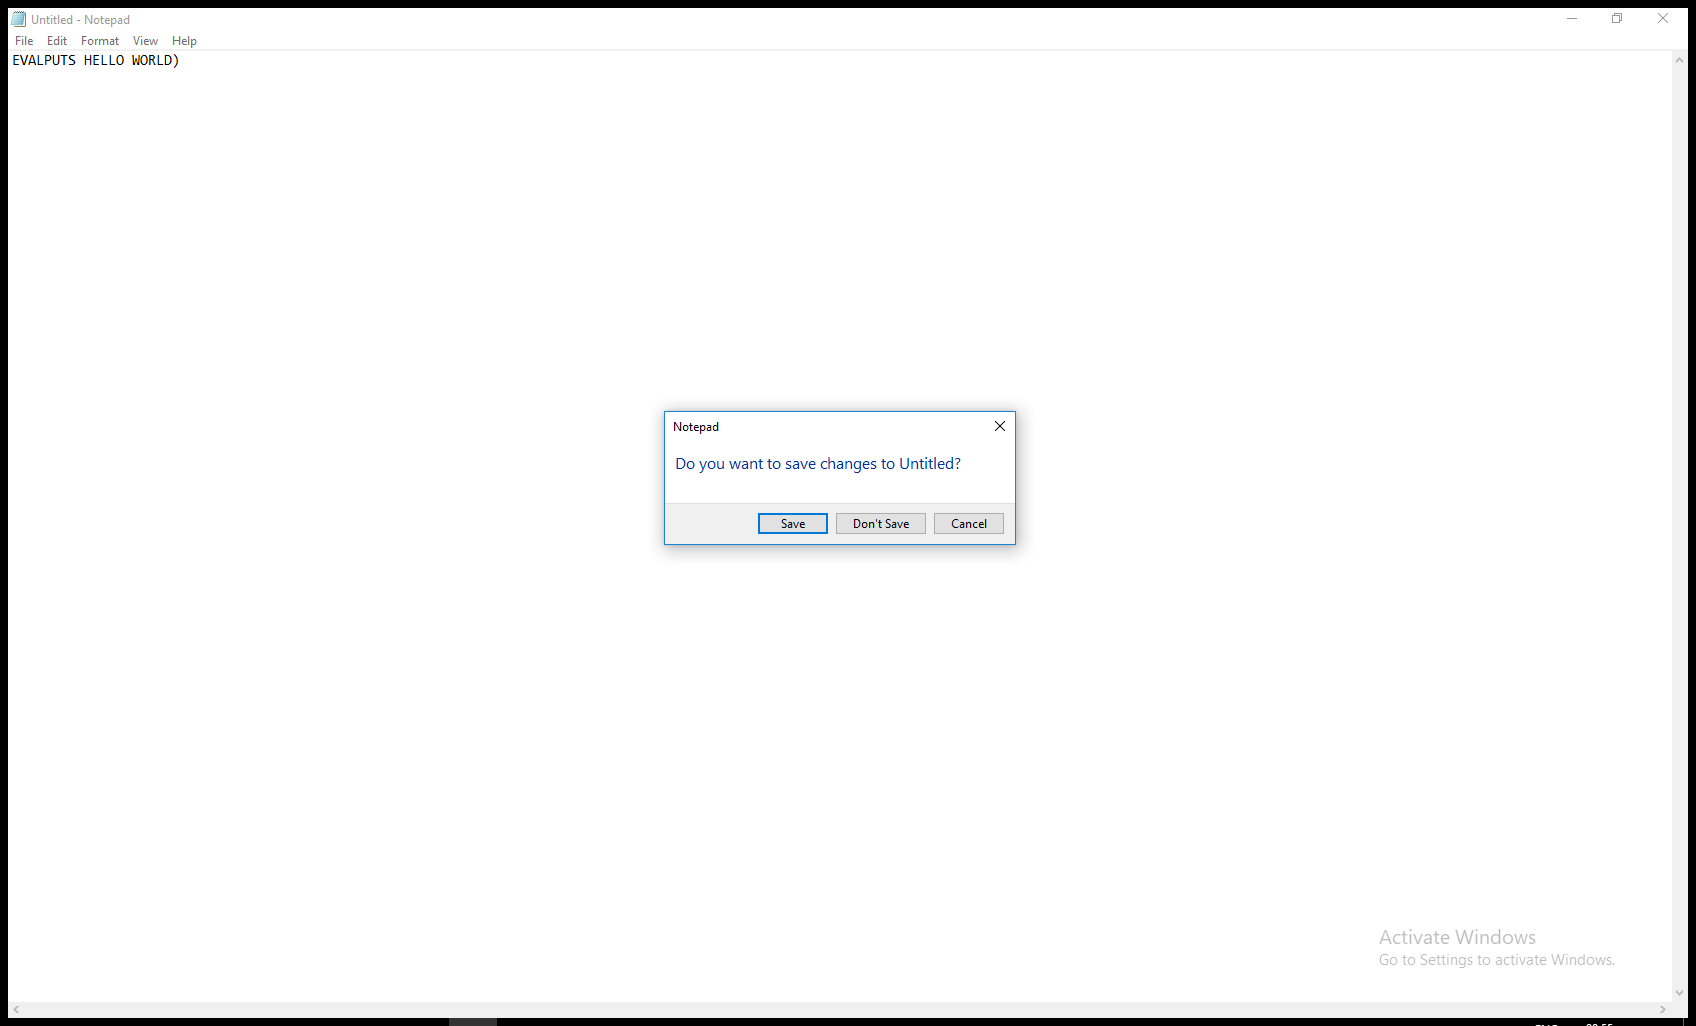 Untitled - Notepad
File Edit Format View Help
EVALPUTS HELLO WORLD)
Notepad
Do you want to save changes to Untitled?
Save Don't Save Cancel
Activate Windows
Go to Settings to activate Windows.